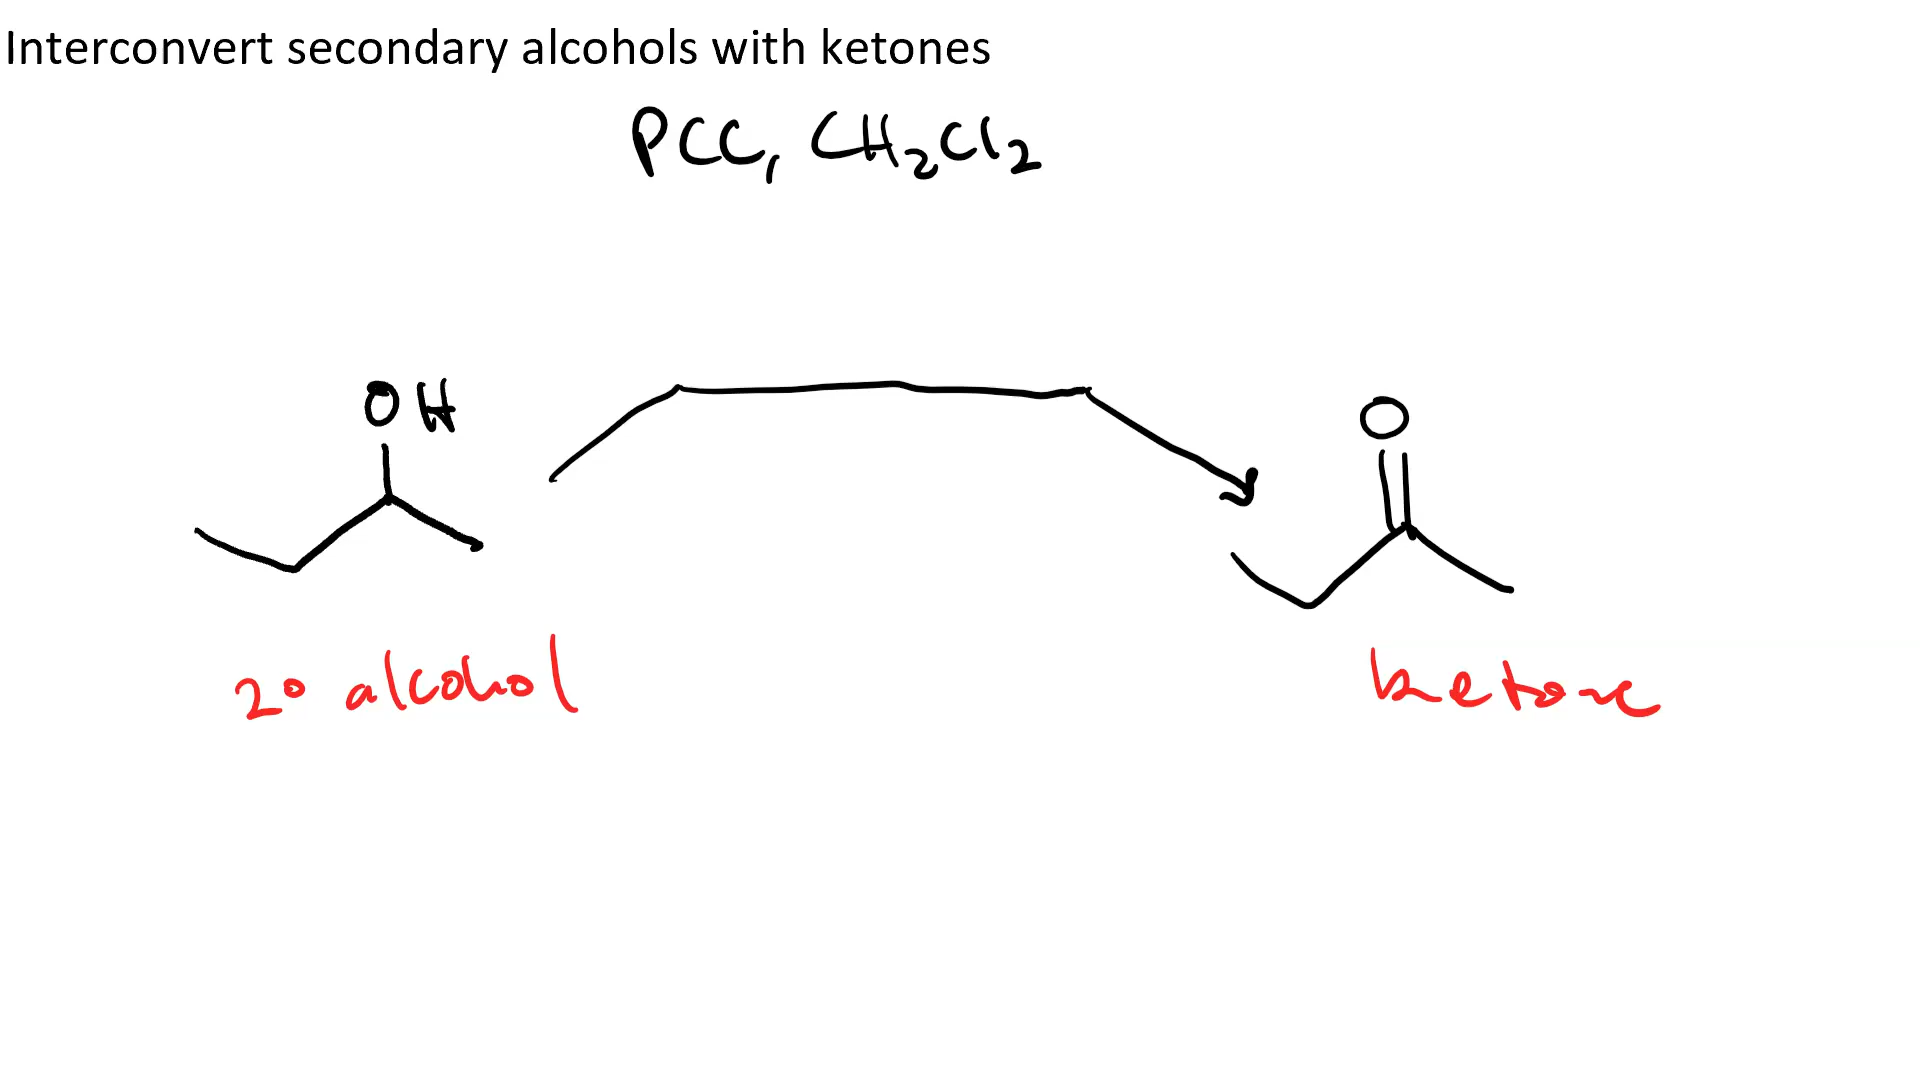 Interconvert secondary alcohols with ketones
PCC, CH₂Cl₂
OH
O
2° alcohol
ketone